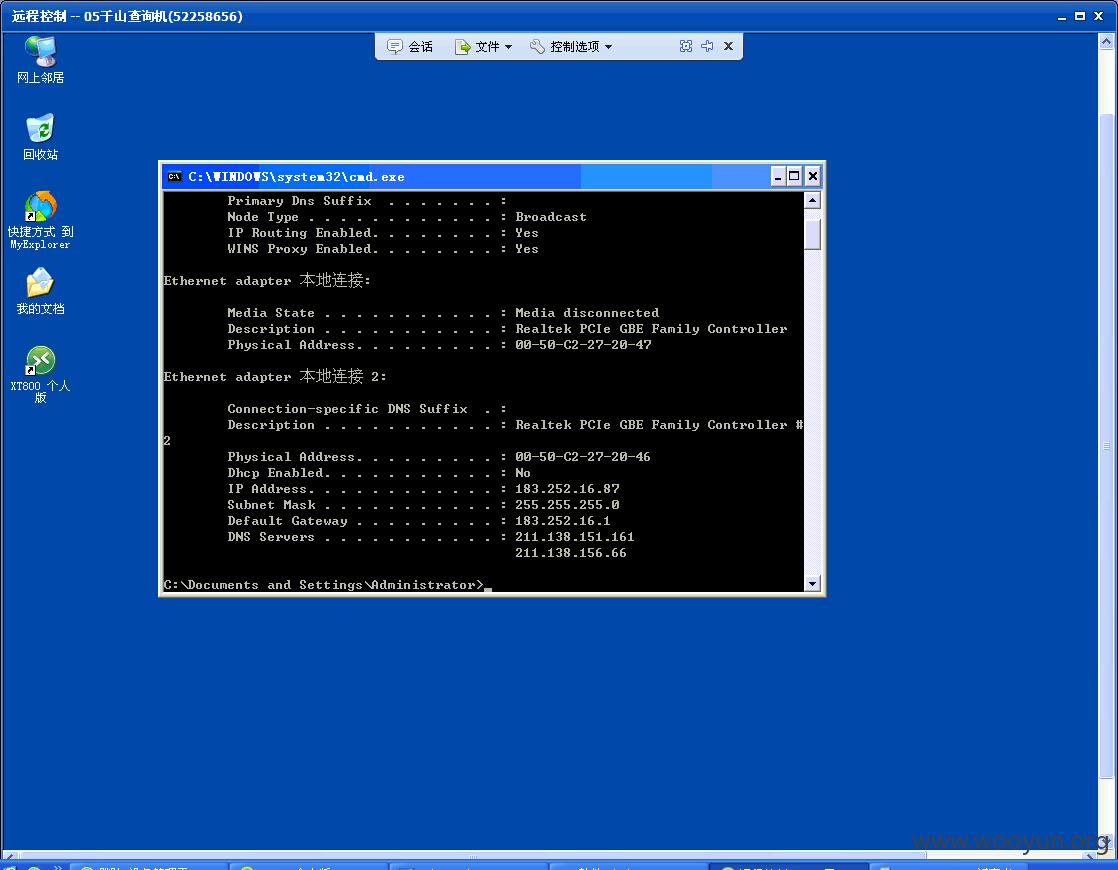 远程控制 -- 05于山查询机(52258656)
会话 文件 控制选项
网上邻居
回收站
快捷方式 到
MyExplorer
我的文档
XT800 个人
版
C:\WINDOWS\system32\cmd.exe
Primary Dns Suffix . . . . . . . :
Node Type . . . . . . . . . . . . : Broadcast
IP Routing Enabled. . . . . . . . : Yes
WINS Proxy Enabled. . . . . . . . : Yes
Ethernet adapter 本地连接:
Media State . . . . . . . . . . . : Media disconnected
Description . . . . . . . . . . . : Realtek PCIe GBE Family Controller
Physical Address. . . . . . . . . : 00-50-C2-27-20-47
Ethernet adapter 本地连接 2:
Connection-specific DNS Suffix . :
Description . . . . . . . . . . . : Realtek PCIe GBE Family Controller #
2
Physical Address. . . . . . . . . : 00-50-C2-27-20-46
Dhcp Enabled. . . . . . . . . . . : No
IP Address. . . . . . . . . . . . : 183.252.16.87
Subnet Mask . . . . . . . . . . . : 255.255.255.0
Default Gateway . . . . . . . . . : 183.252.16.1
DNS Servers . . . . . . . . . . . : 211.138.151.161
211.138.156.66
C:\Documents and Settings\Administrator>
www.wooyun.org